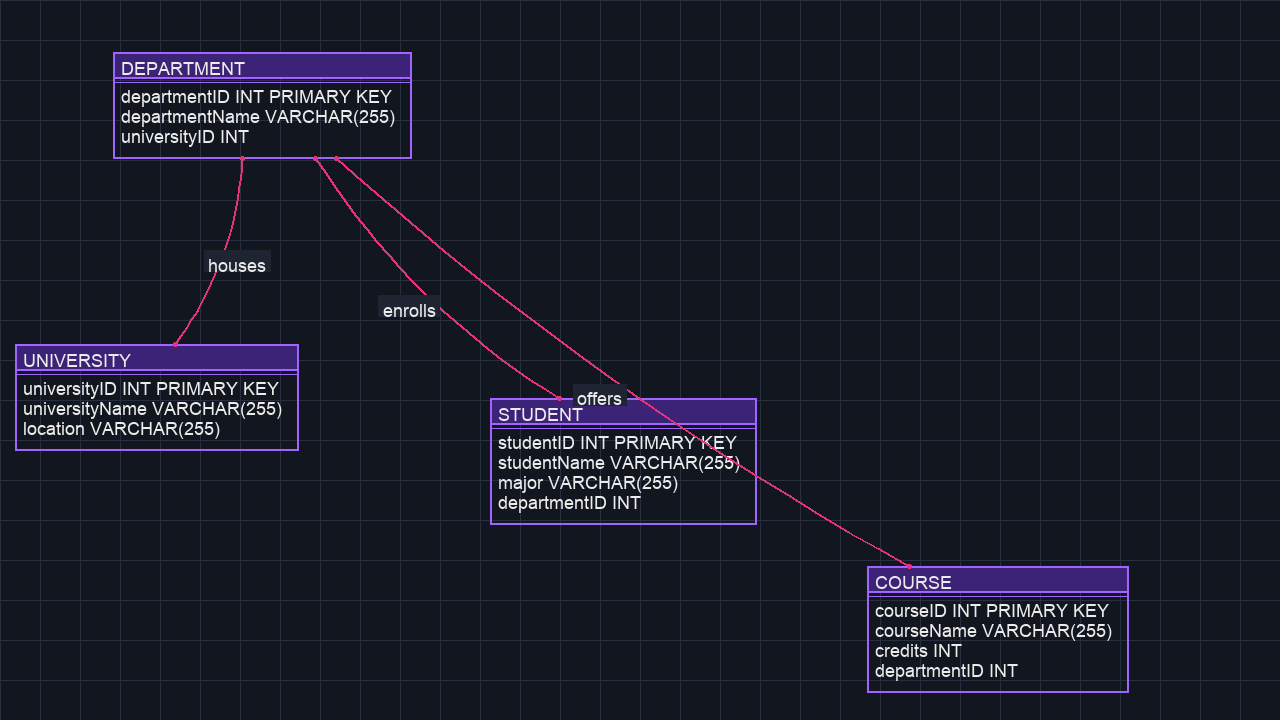 DEPARTMENT
departmentID INT PRIMARY KEY
departmentName VARCHAR(255)
universityID INT
houses
enrolls
UNIVERSITY
universityID INT PRIMARY KEY
universityName VARCHAR(255)
location VARCHAR(255)
offers
STUDENT
studentID INT PRIMARY KEY
studentName VARCHAR(255)
major VARCHAR(255)
departmentID INT
COURSE
courseID INT PRIMARY KEY
courseName VARCHAR(255)
credits INT
departmentID INT